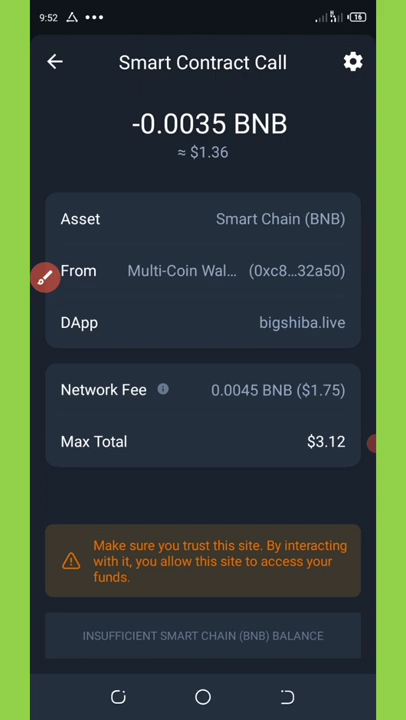 9:52
16
Smart Contract Call
-0.0035 BNB
≈ $1.36
Asset Smart Chain (BNB)
From Multi-Coin Wal... (0xc8...32a50)
DApp bigshiba.live
Network Fee 0.0045 BNB ($1.75)
Max Total $3.12
Make sure you trust this site. By interacting
with it, you allow this site to access your
funds.
INSUFFICIENT SMART CHAIN (BNB) BALANCE